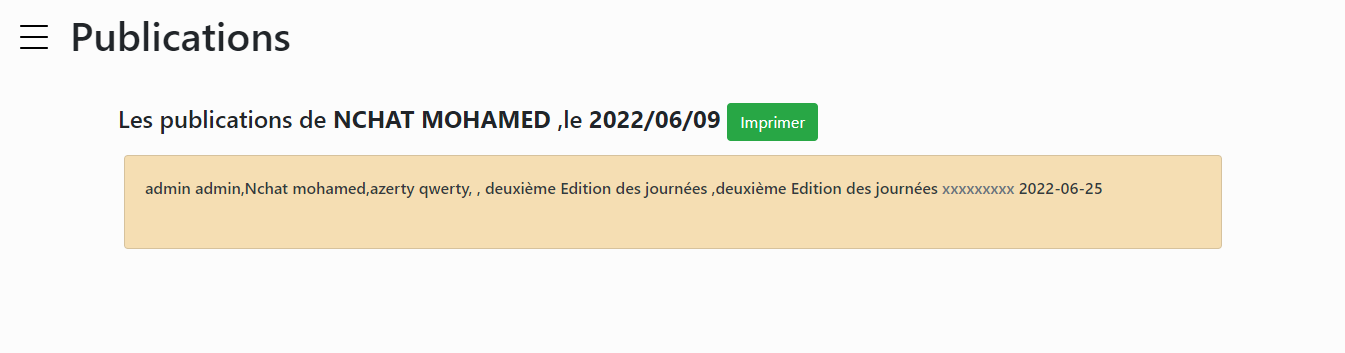 Publications
Les publications de NCHAT MOHAMED ,le 2022/06/09 Imprimer
admin admin,Nchat mohamed,azerty qwerty, , deuxième Edition des journées ,deuxième Edition des journées xxxxxxxxx 2022-06-25